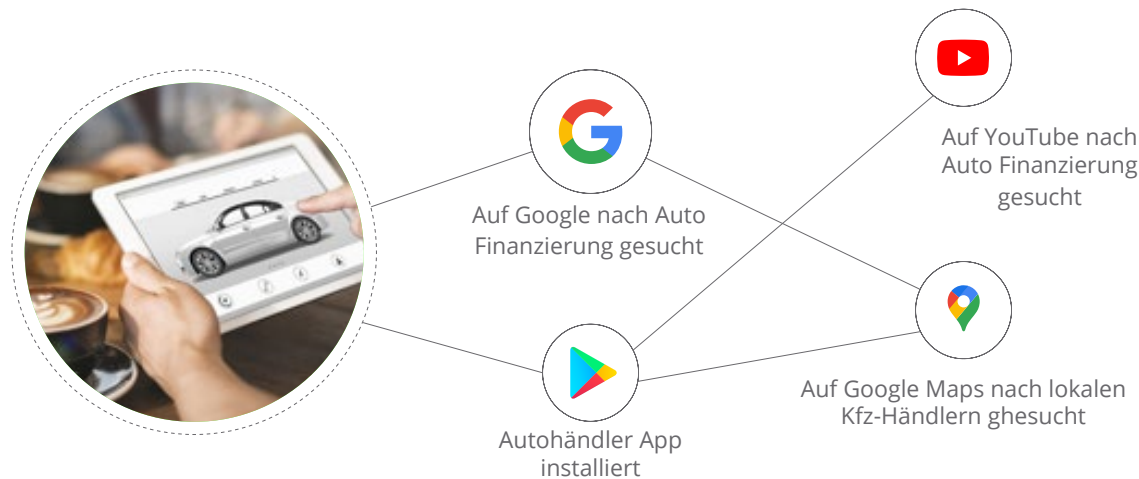 Auf Google nach Auto
Finanzierung gesucht
Autohändler App
installiert
Auf YouTube nach
Auto Finanzierung
gesucht
Auf Google Maps nach lokalen
Kfz-Händlern ghesucht